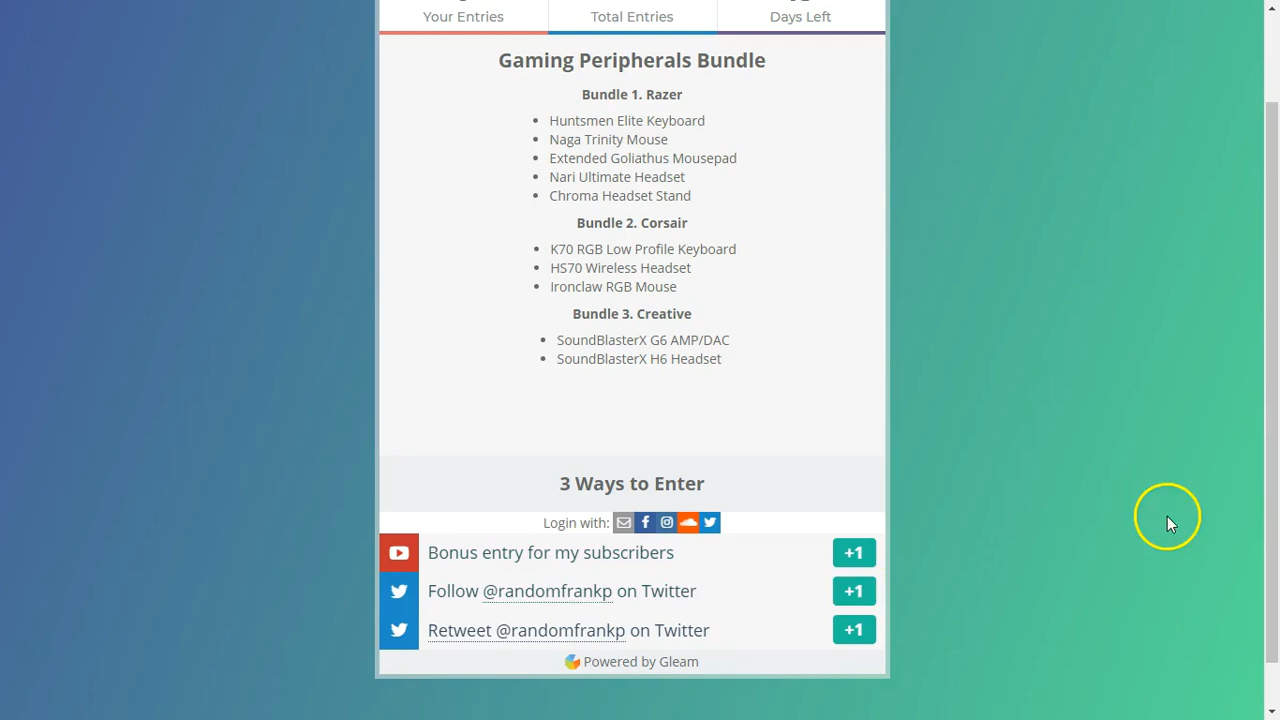 Your Entries
Total Entries
Days Left
Gaming Peripherals Bundle
Bundle 1. Razer
Huntsmen Elite Keyboard
Naga Trinity Mouse
Extended Goliathus Mousepad
Nari Ultimate Headset
Chroma Headset Stand
Bundle 2. Corsair
K70 RGB Low Profile Keyboard
HS70 Wireless Headset
Ironclaw RGB Mouse
Bundle 3. Creative
SoundBlasterX G6 AMP/DAC
SoundBlasterX H6 Headset
3 Ways to Enter
Login with:
Bonus entry for my subscribers +1
Follow @randomfrankp on Twitter +1
Retweet @randomfrankp on Twitter +1
Powered by Gleam